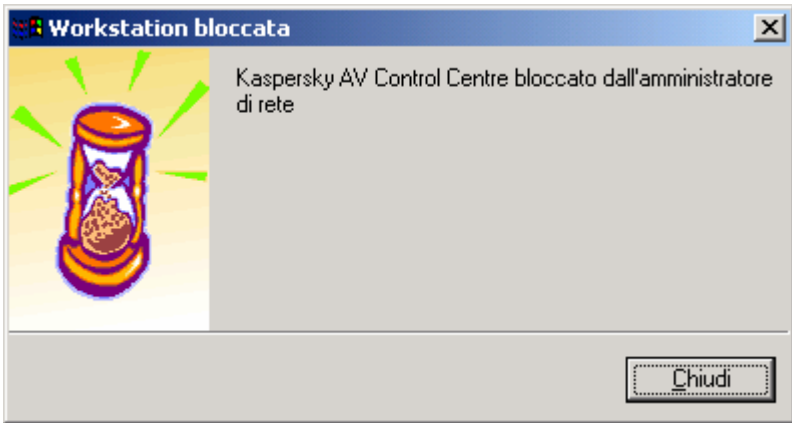 Workstation bloccata
Kaspersky AV Control Centre bloccato dall'amministratore
di rete
Chiudi